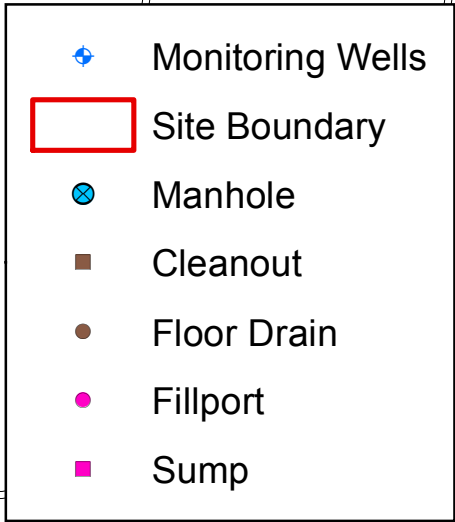 Monitoring Wells
Site Boundary
Manhole
Cleanout
Floor Drain
Fillport
Sump